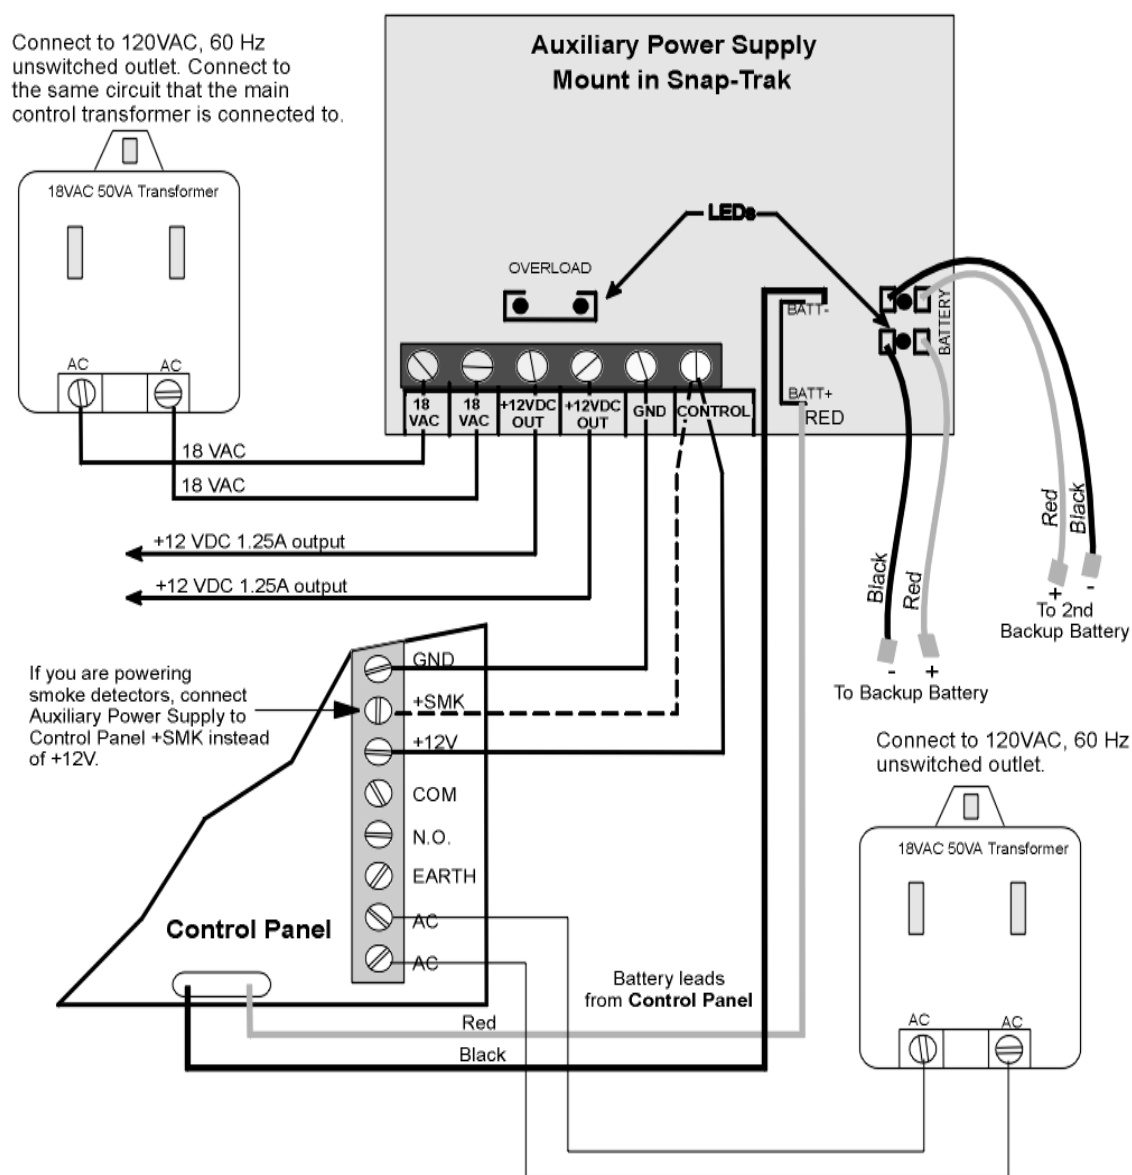 Connect to 120VAC, 60 Hz
unswitched outlet. Connect to
the same circuit that the main
control transformer is connected to.
18VAC 50VA Transformer
AC
AC
Auxiliary Power Supply
Mount in Snap-Trak
LEDs
OVERLOAD
BATT-
BATTERY
BATT+
RED
18
VAC
18
VAC
+12VDC
OUT
+12VDC
OUT
GND
CONTROL
18 VAC
18 VAC
+12 VDC 1.25A output
+12 VDC 1.25A output
Black
Red
Red
Black
- +
To Backup Battery
+ -
To 2nd
Backup Battery
If you are powering
smoke detectors, connect
Auxiliary Power Supply to
Control Panel +SMK instead
of +12V.
GND
+SMK
+12V
COM
N.O.
EARTH
AC
AC
Control Panel
Battery leads
from Control Panel
Red
Black
Connect to 120VAC, 60 Hz
unswitched outlet.
18VAC 50VA Transformer
AC
AC